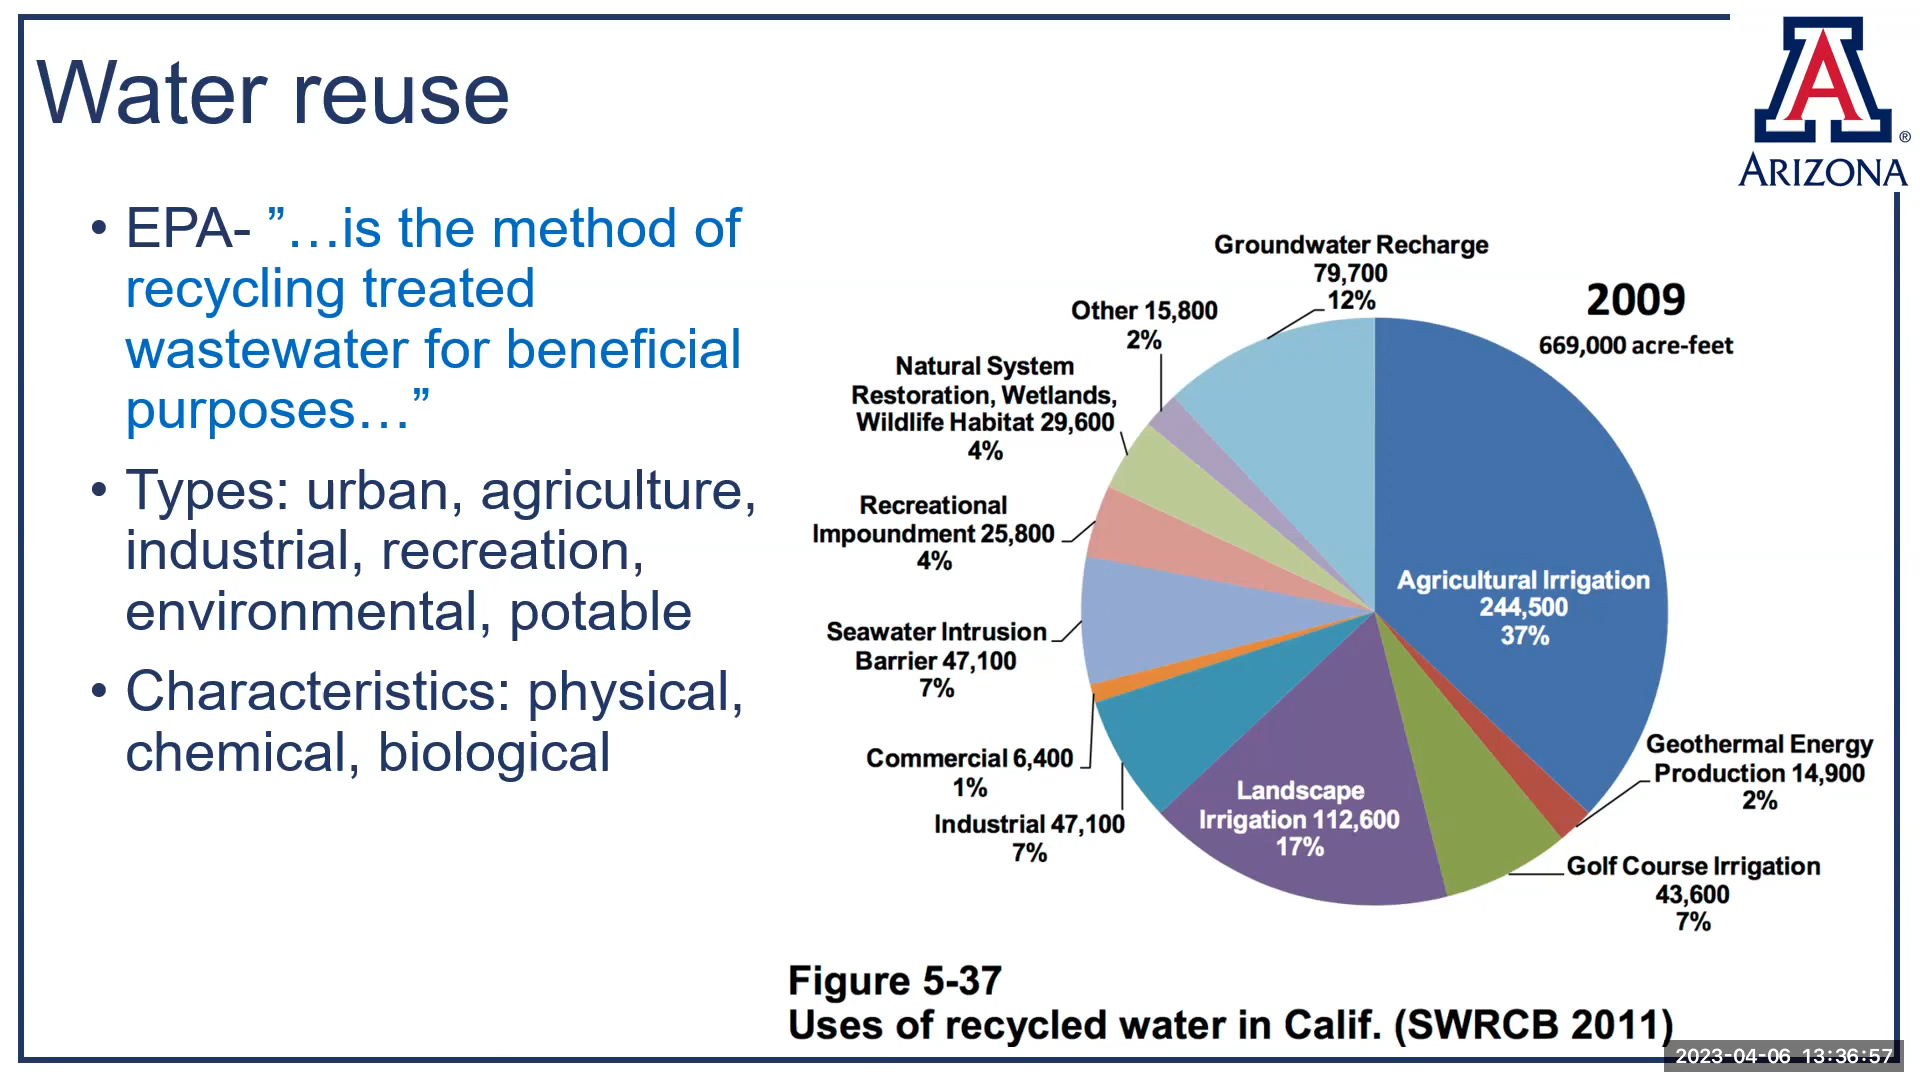 Water reuse
A
®
ARIZONA
• EPA- ”…is the method of
recycling treated
wastewater for beneficial
purposes…”
• Types: urban, agriculture,
industrial, recreation,
environmental, potable
• Characteristics: physical,
chemical, biological
2009
669,000 acre-feet
Groundwater Recharge
79,700
12%
Other 15,800
2%
Natural System
Restoration, Wetlands,
Wildlife Habitat 29,600
4%
Recreational
Impoundment 25,800
4%
Seawater Intrusion
Barrier 47,100
7%
Commercial 6,400
1%
Industrial 47,100
7%
Landscape
Irrigation 112,600
17%
Agricultural Irrigation
244,500
37%
Geothermal Energy
Production 14,900
2%
Golf Course Irrigation
43,600
7%
Figure 5-37
Uses of recycled water in Calif. (SWRCB 2011)
2023-04-06 13:36:57